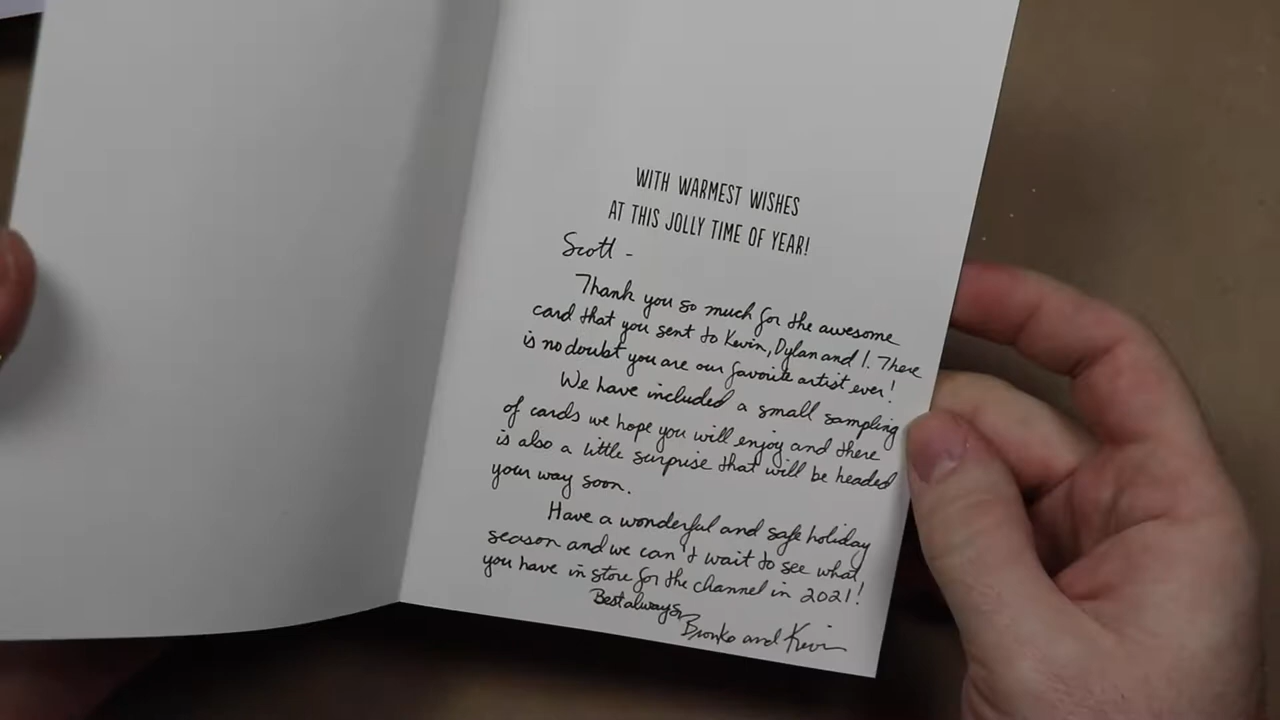 WITH WARMEST WISHES
AT THIS JOLLY TIME OF YEAR!
Scott -
Thank you so much for the awesome
card that you sent to Kevin, Dylan and I. There
is no doubt you are our favorite artist ever!
We have included a small sampling
of cards we hope you will enjoy and there
is also a little surprise that will be headed
your way soon.
Have a wonderful and safe holiday
season and we can't wait to see what
you have in store for the channel in 2021!
Best always,
Bronko and Kevin